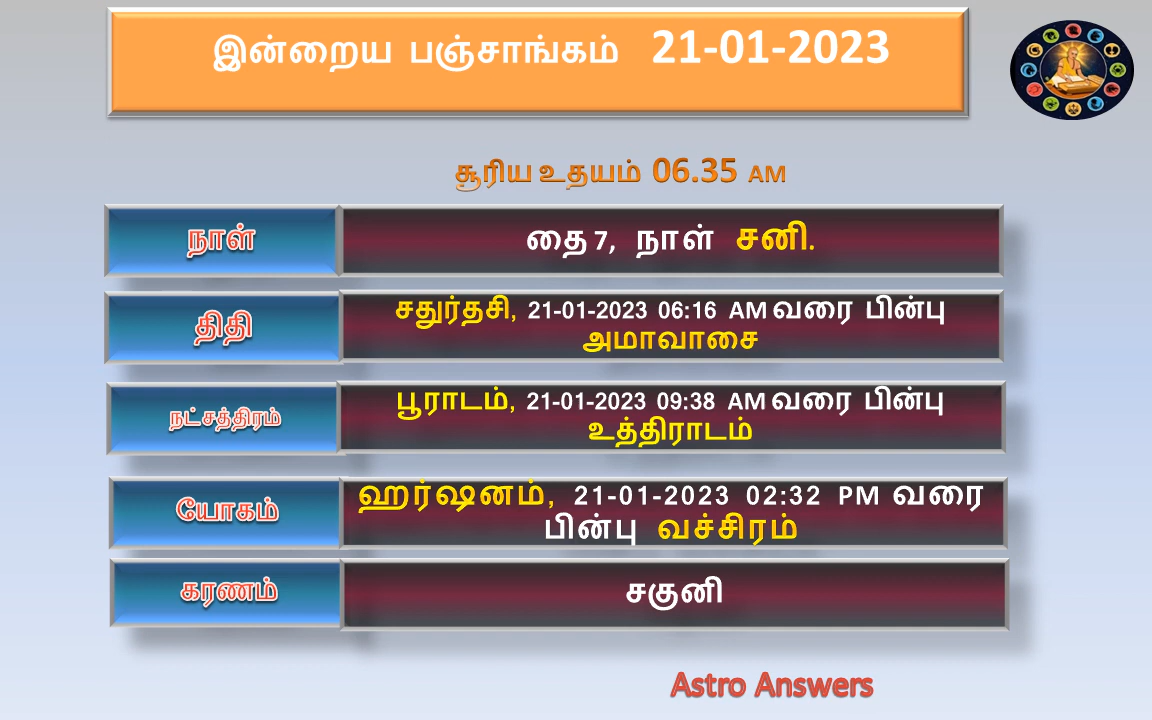 இன்றைய பஞ்சாங்கம் 21-01-2023
சூரிய உதயம் 06.35 AM
நாள்
தை 7, நாள் சனி.
திதி
சதுர்தசி, 21-01-2023 06:16 AM வரை பின்பு
அமாவாசை
நட்சத்திரம்
பூராடம், 21-01-2023 09:38 AM வரை பின்பு
உத்திராடம்
யோகம்
ஹர்ஷனம், 21-01-2023 02:32 PM வரை
பின்பு வச்சிரம்
கரணம்
சகுனி
Astro Answers